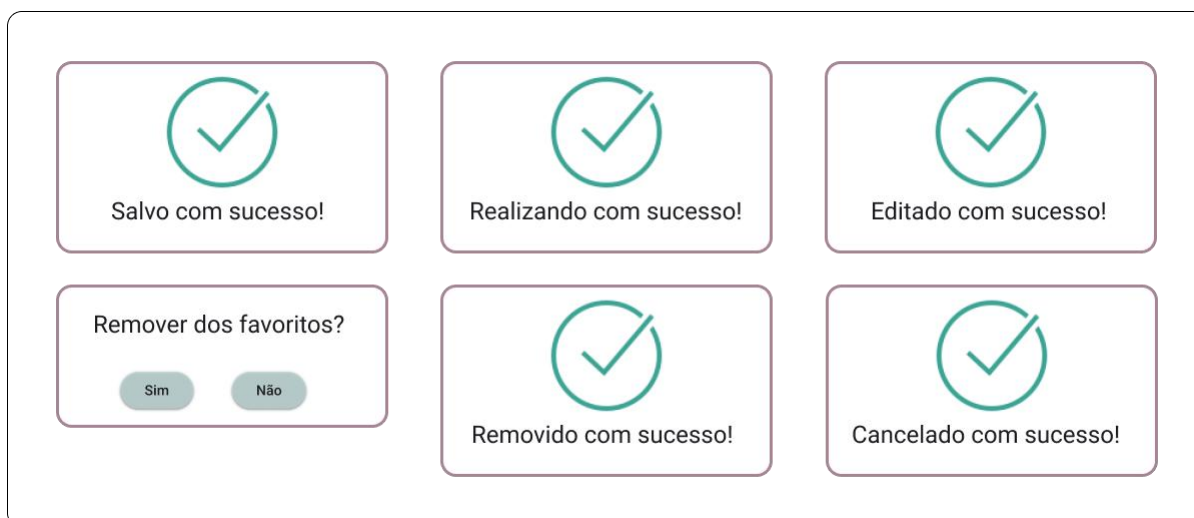 Salvo com sucesso!
Realizando com sucesso!
Editado com sucesso!
Remover dos favoritos?
Sim
Não
Removido com sucesso!
Cancelado com sucesso!